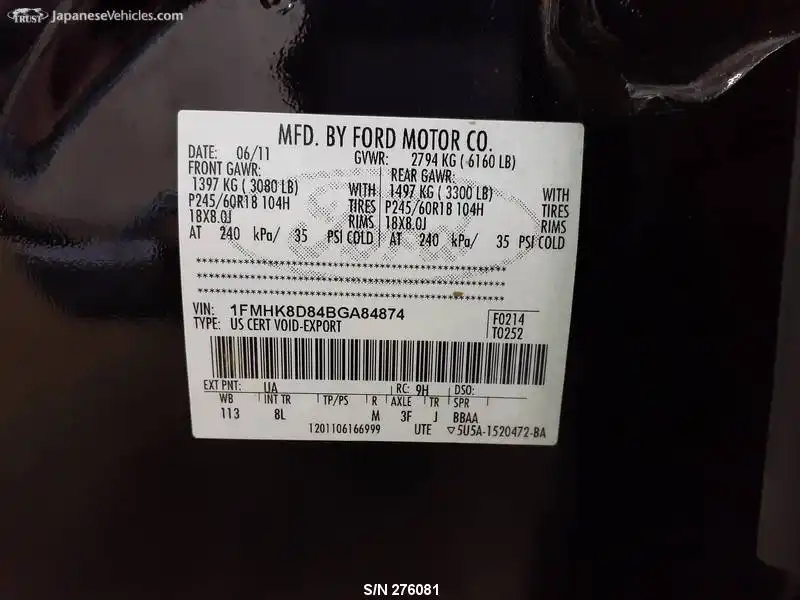 TRUST JapaneseVehicles.com
MFD. BY FORD MOTOR CO.
DATE: 06/11 GVWR: 2794 KG ( 6160 LB)
FRONT GAWR: REAR GAWR:
1397 KG ( 3080 LB) WITH 1497 KG ( 3300 LB) WITH
P245/60R18 104H TIRES P245/60R18 104H TIRES
18X8.0J RIMS 18X8.0J RIMS
AT 240 kPa/ 35 PSI COLD AT 240 kPa/ 35 PSI COLD
VIN: 1FMHK8D84BGA84874
TYPE: US CERT VOID-EXPORT
F0214
T0252
EXT PNT: UA RC: 9H DSO:
WB INT TR TP/PS R AXLE TR SPR
113 8L M 3F J BBAA
1201106166999 UTE ▽5U5A-1520472-BA
S/N 276081